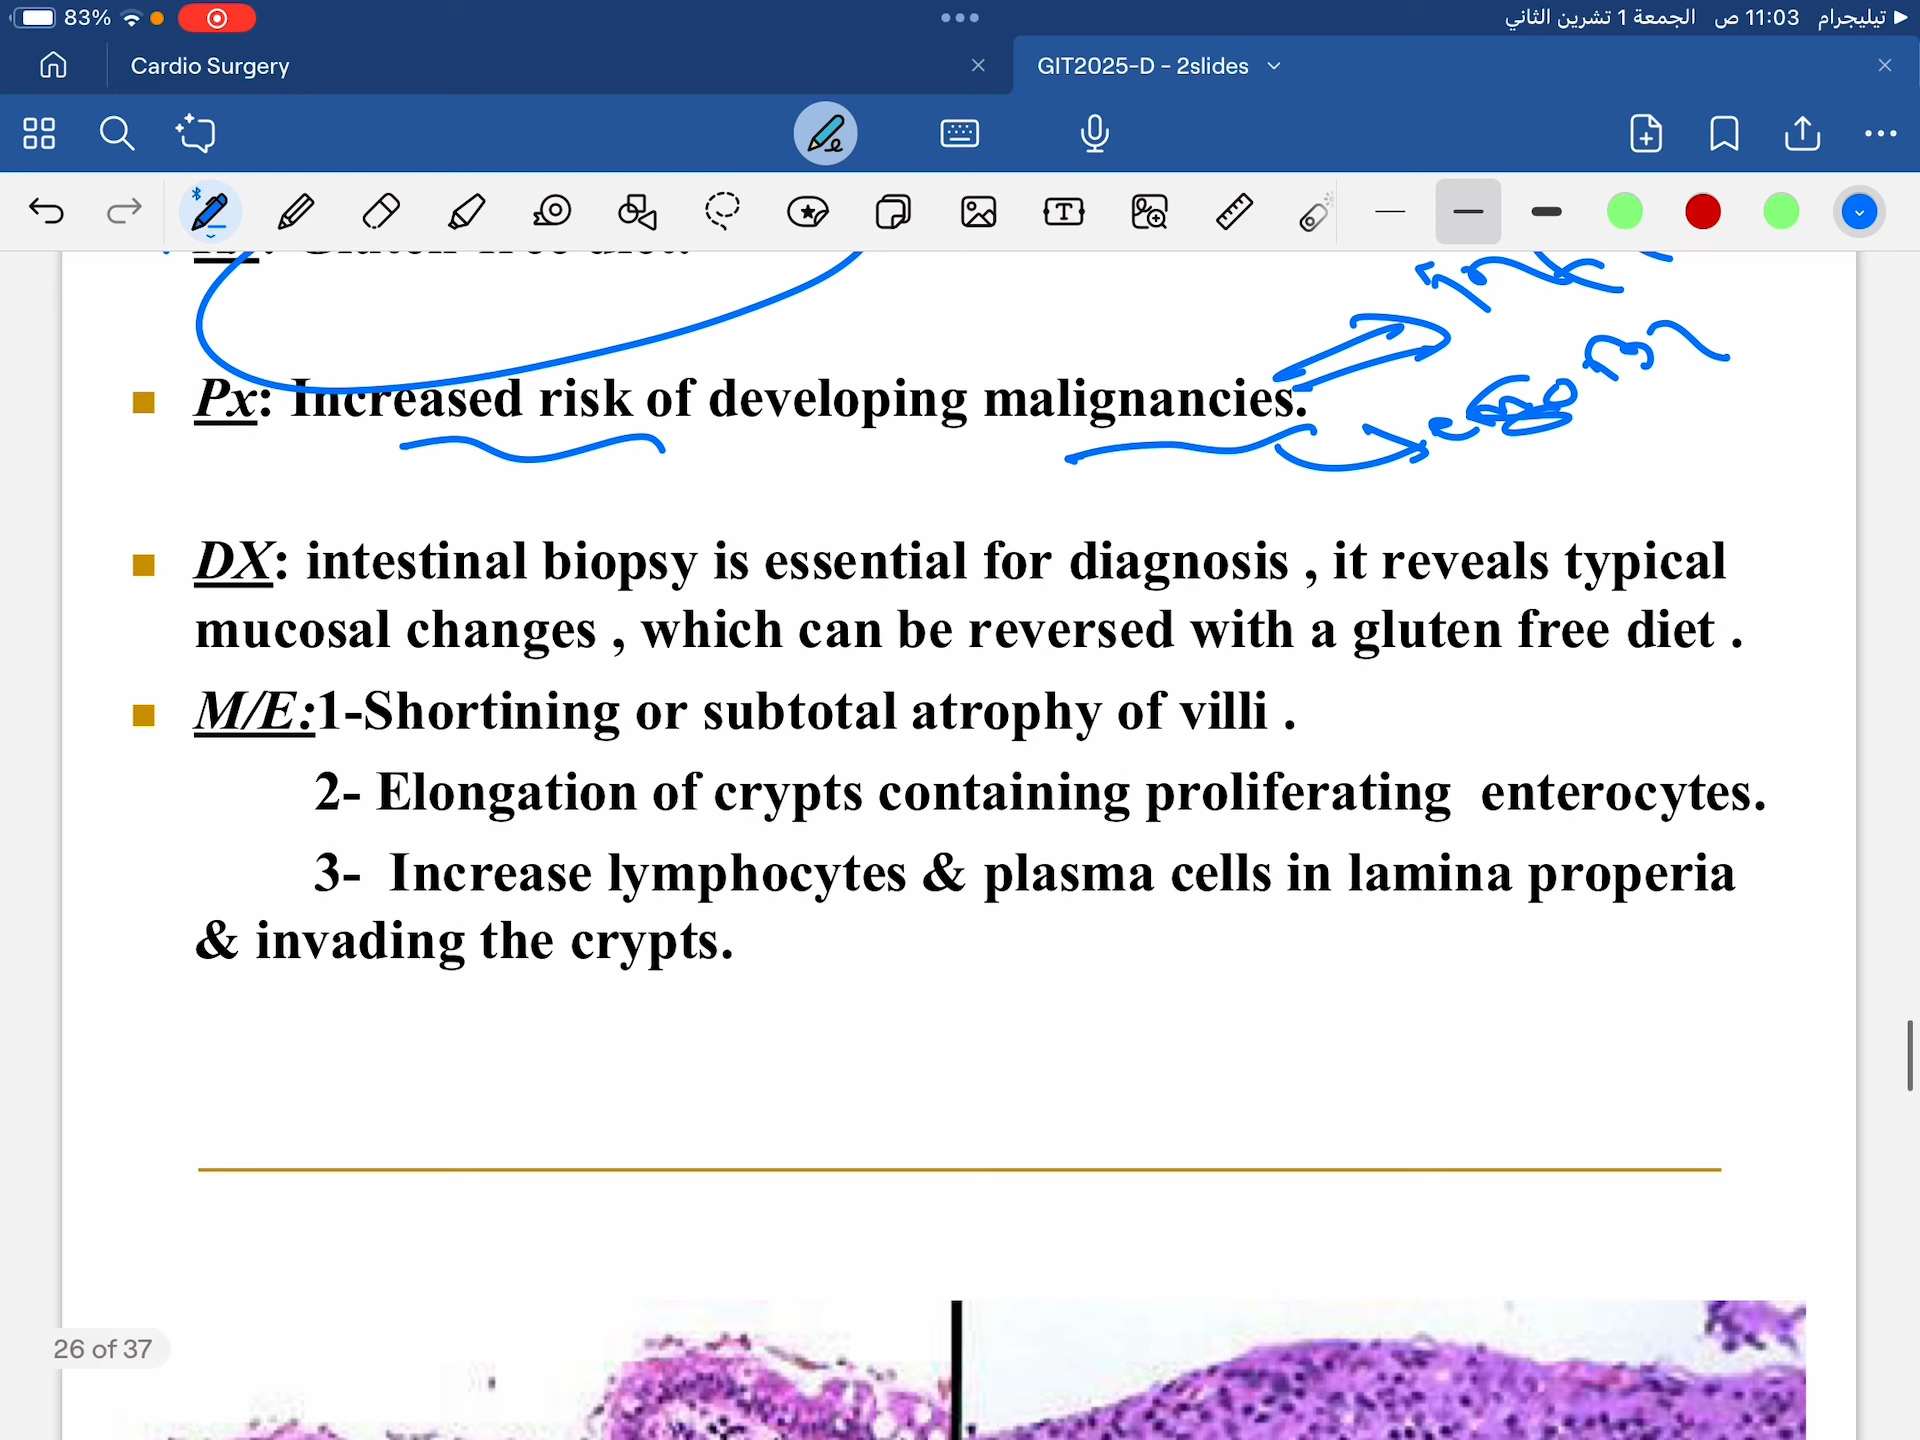 83%
تيليجرام 11:03 ص الجمعة 1 تشرين الثاني
Cardio Surgery
GIT2025-D - 2slides
: Gluten free diet.
Px: Increased risk of developing malignancies.
DX: intestinal biopsy is essential for diagnosis , it reveals typical
mucosal changes , which can be reversed with a gluten free diet .
M/E:1-Shortining or subtotal atrophy of villi .
2- Elongation of crypts containing proliferating enterocytes.
3- Increase lymphocytes & plasma cells in lamina properia
& invading the crypts.
26 of 37